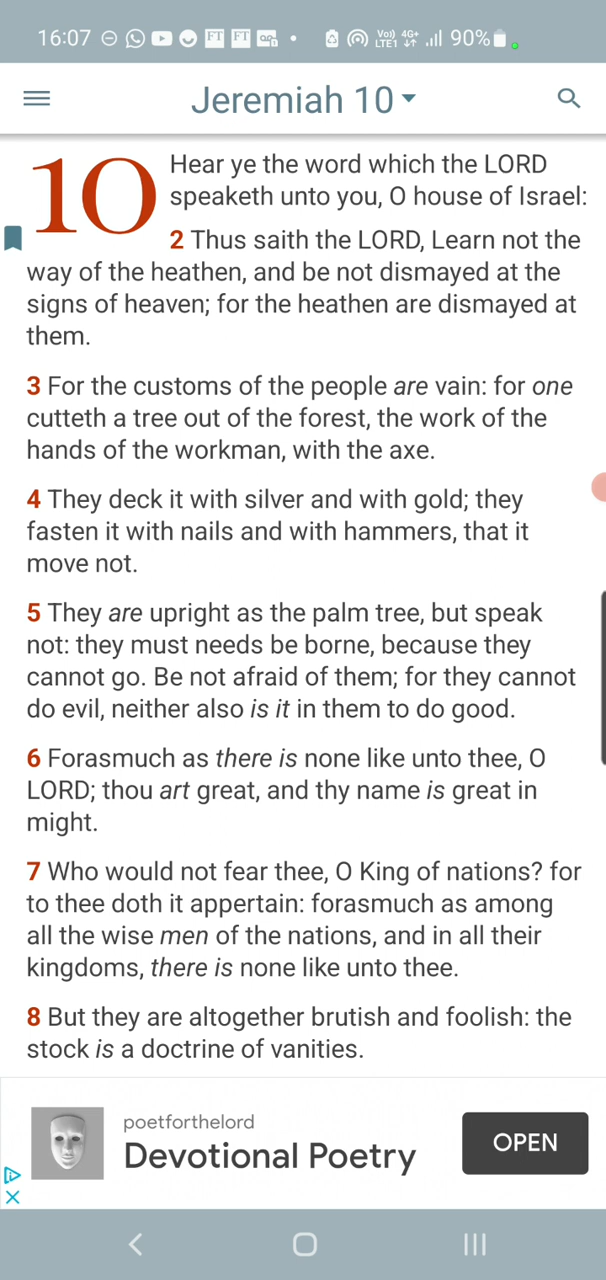 16:07 90%
Jeremiah 10
10 Hear ye the word which the LORD
speaketh unto you, O house of Israel:
2 Thus saith the LORD, Learn not the
way of the heathen, and be not dismayed at the
signs of heaven; for the heathen are dismayed at
them.
3 For the customs of the people are vain: for one
cutteth a tree out of the forest, the work of the
hands of the workman, with the axe.
4 They deck it with silver and with gold; they
fasten it with nails and with hammers, that it
move not.
5 They are upright as the palm tree, but speak
not: they must needs be borne, because they
cannot go. Be not afraid of them; for they cannot
do evil, neither also is it in them to do good.
6 Forasmuch as there is none like unto thee, O
LORD; thou art great, and thy name is great in
might.
7 Who would not fear thee, O King of nations? for
to thee doth it appertain: forasmuch as among
all the wise men of the nations, and in all their
kingdoms, there is none like unto thee.
8 But they are altogether brutish and foolish: the
stock is a doctrine of vanities.
poetforthelord
Devotional Poetry
OPEN